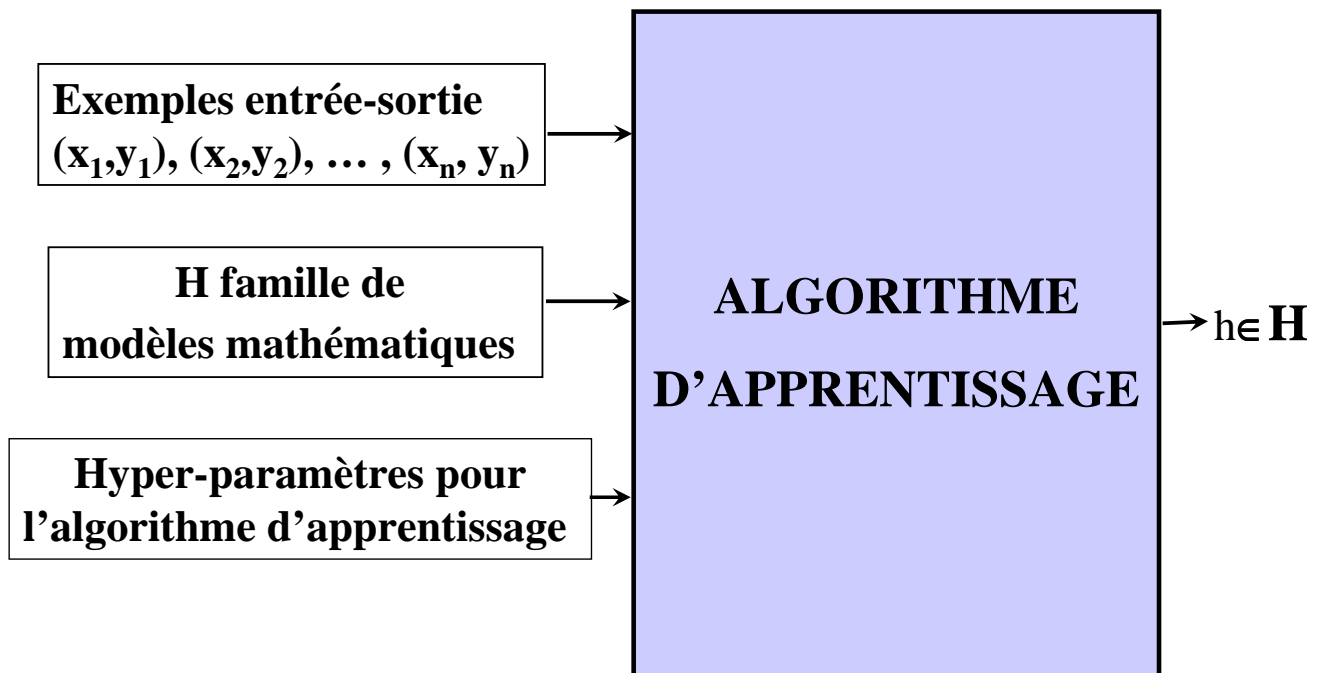 Exemples entrée-sortie
(x₁,y₁), (x₂,y₂), … , (xₙ, yₙ)
H famille de
modèles mathématiques
Hyper-paramètres pour
l’algorithme d’apprentissage
ALGORITHME
D’APPRENTISSAGE
h∈ H